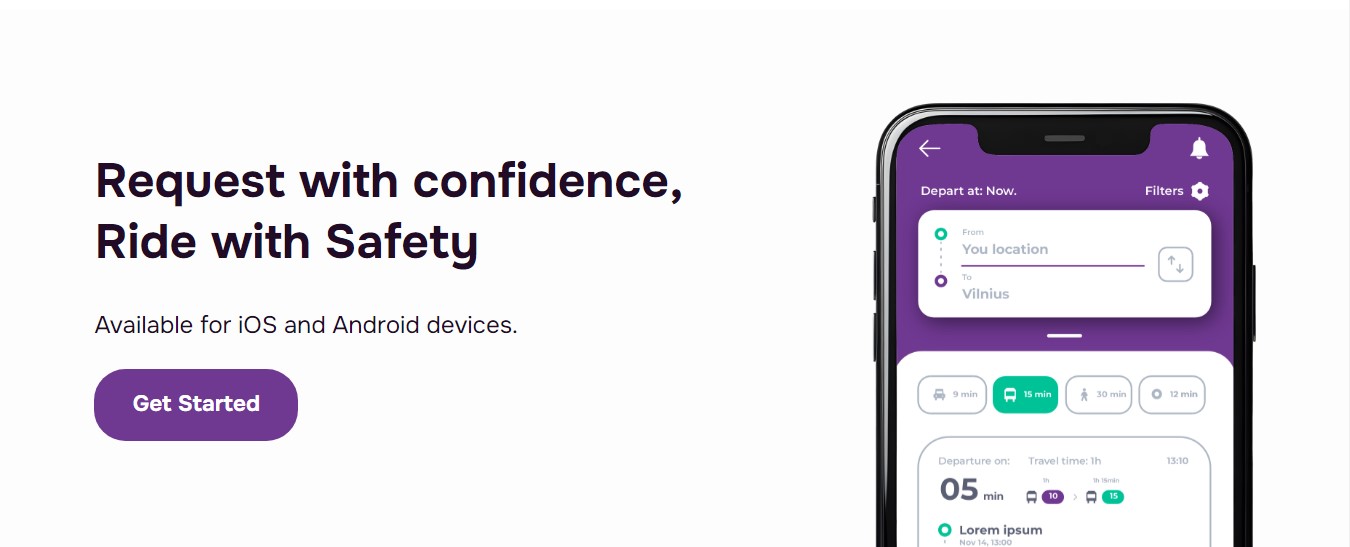 Request with confidence,
Ride with Safety
Available for iOS and Android devices.
Get Started
Depart at: Now.
Filters
From
You location
To
Vilnius
9 min
15 min
30 min
12 min
Departure on:
Travel time: 1h
13:10
05 min
1h
1h 15min
10
15
Lorem ipsum
Nov 14, 13:00